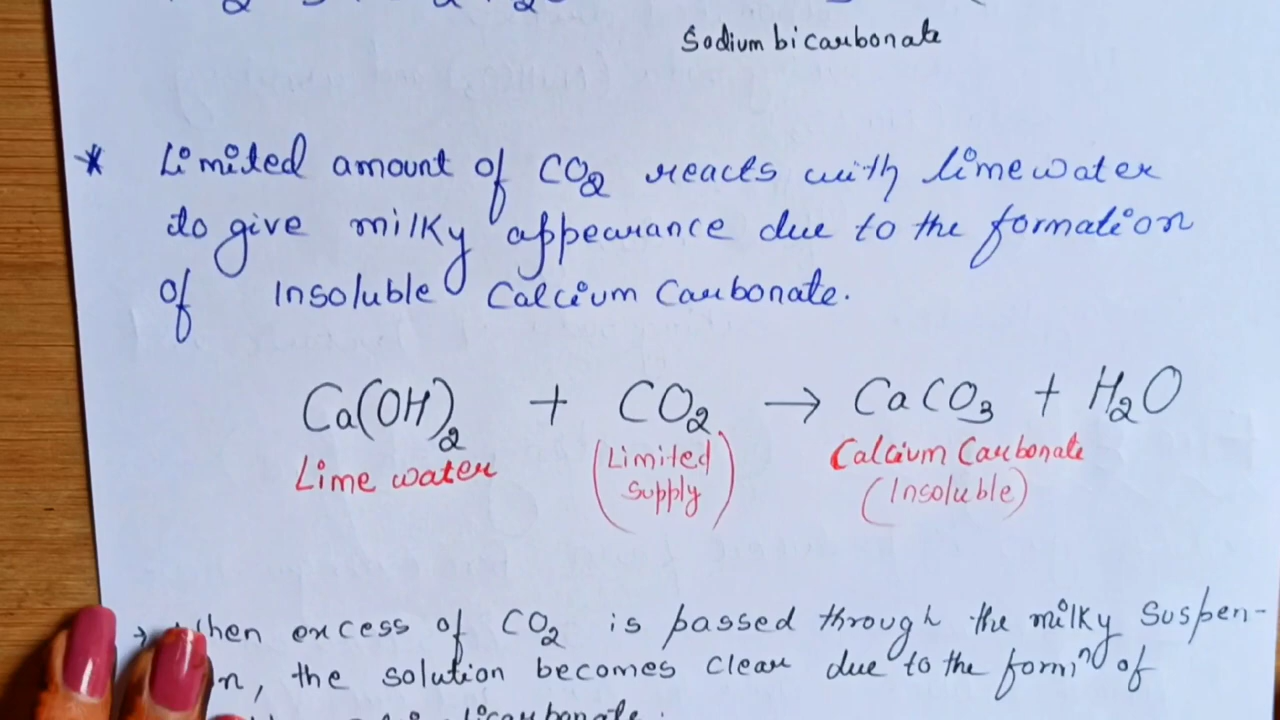 Sodium bicarbonate
* Limited amount of CO2 reacts with limewater
to give milky appearance due to the formation
of Insoluble Calcium Carbonate.
Ca(OH)2 + CO2 → CaCO3 + H2O
Lime water (Limited Supply) Calcium Carbonate (Insoluble)
→ When excess of CO2 is passed through the milky Suspen-
, the solution becomes clear due to the formn of